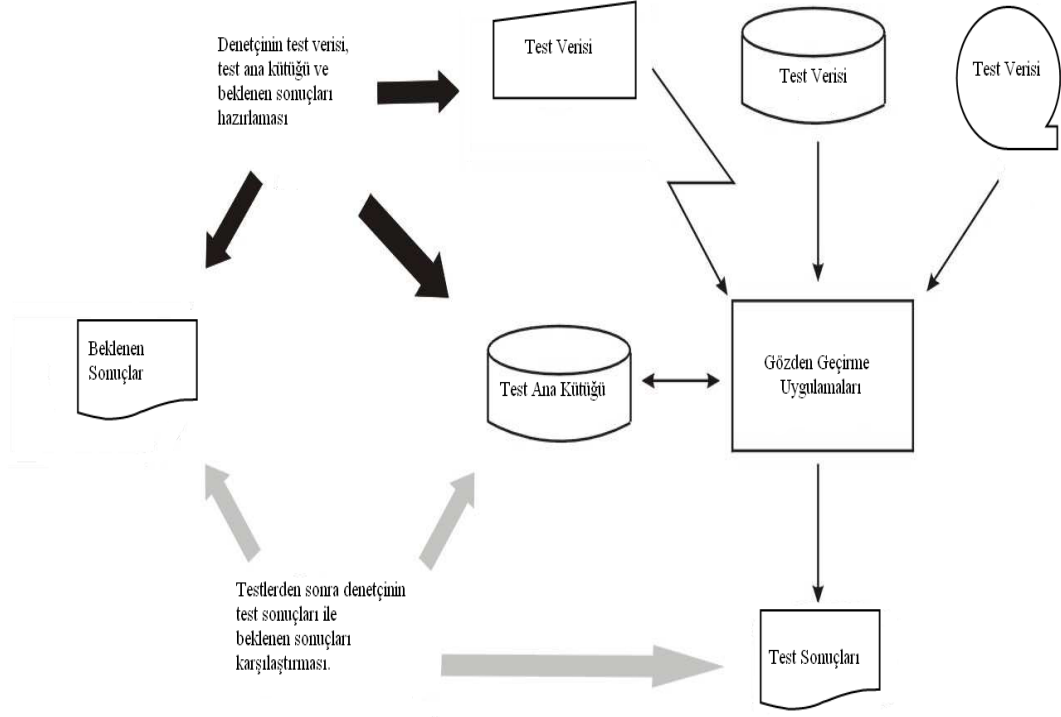 Denetçinin test verisi,
test ana kütüğü ve
beklenen sonuçları
hazırlaması
Test Verisi
Test Verisi
Test Verisi
Beklenen
Sonuçlar
Test Ana Kütüğü
Gözden Geçirme
Uygulamaları
Testlerden sonra denetçinin
test sonuçları ile
beklenen sonuçları
karşılaştırması.
Test Sonuçları